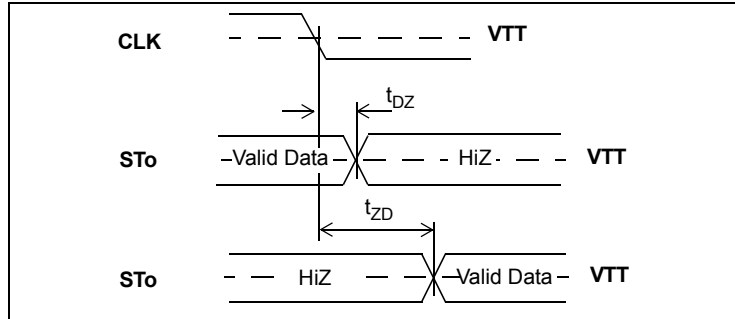 CLK VTT
tDZ
STo Valid Data HiZ VTT
tZD
STo HiZ Valid Data VTT